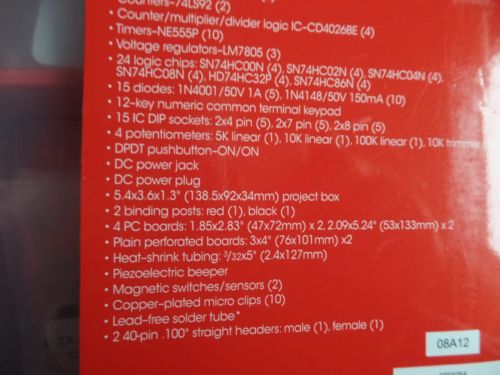 Counters-74LS92 (2)
• Counter/multiplier/divider logic IC-CD4026BE (4)
• Timers-NE555P (10)
• Voltage regulators-LM7805 (3)
• 24 logic chips: SN74HC00N (4), SN74HC02N (4), SN74HC04N (4),
SN74HC08N (4), HD74HC32P (4), SN74HC86N (4)
• 15 diodes: 1N4001/50V 1A (5), 1N4148/50V 150mA (10)
• 12-key numeric common terminal keypad
• 15 IC DIP sockets: 2x4 pin (5), 2x7 pin (5), 2x8 pin (5)
• 4 potentiometers: 5K linear (1), 10K linear (1), 100K linear (1), 10K trimmer
• DPDT pushbutton-ON/ON
• DC power jack
• DC power plug
• 5.4x3.6x1.3" (138.5x92x34mm) project box
• 2 binding posts: red (1), black (1)
• 4 PC boards: 1.85x2.83" (47x72mm) x 2, 2.09x5.24" (53x133mm) x 2
• Plain perforated boards: 3x4" (76x101mm) x2
• Heat-shrink tubing: 3/32x5" (2.4x127mm)
• Piezoelectric beeper
• Magnetic switches/sensors (2)
• Copper-plated micro clips (10)
• Lead-free solder tube*
• 2 40-pin .100" straight headers: male (1), female (1)
08A12